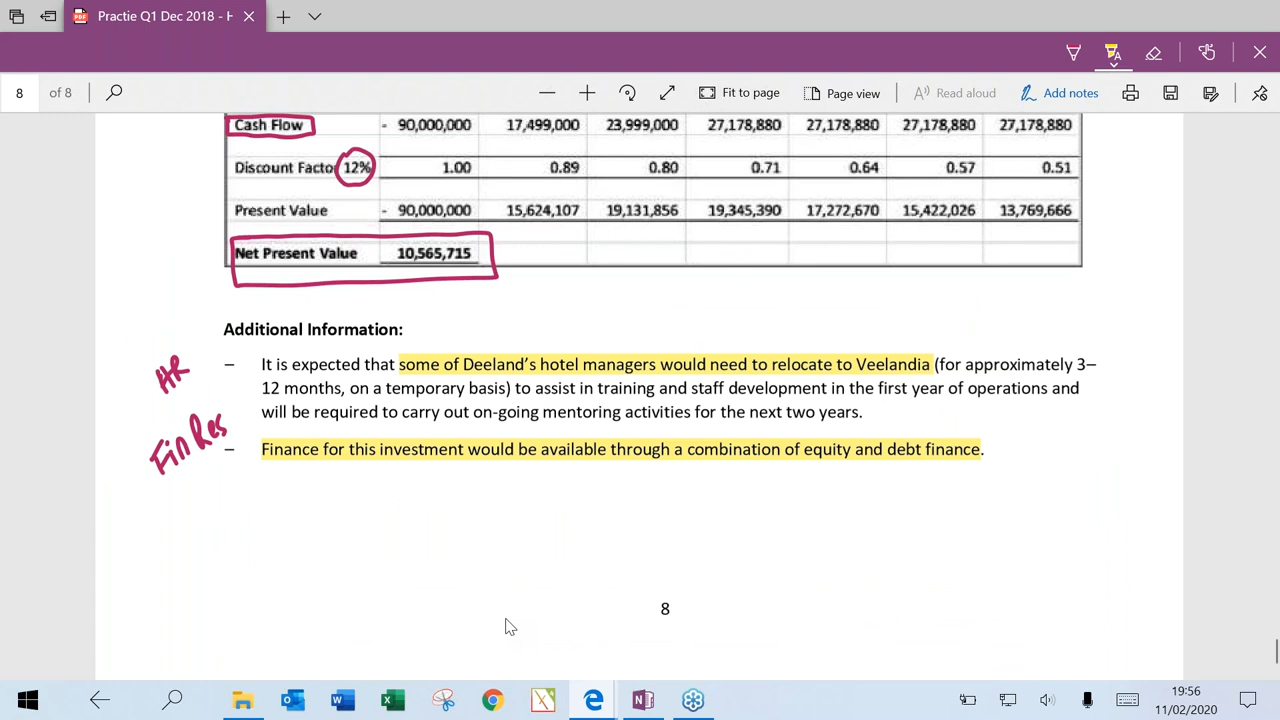 Practie Q1 Dec 2018 - H
8 of 8
Fit to page
Page view
Read aloud
Add notes
Cash Flow - 90,000,000 17,499,000 23,999,000 27,178,880 27,178,880 27,178,880 27,178,880
Discount Facto 12% 1.00 0.89 0.80 0.71 0.64 0.57 0.51
Present Value - 90,000,000 15,624,107 19,131,856 19,345,390 17,272,670 15,422,026 13,769,666
Net Present Value 10,565,715
Additional Information:
HR
– It is expected that some of Deeland's hotel managers would need to relocate to Veelandia (for approximately 3–
12 months, on a temporary basis) to assist in training and staff development in the first year of operations and
will be required to carry out on-going mentoring activities for the next two years.
Fin Res
– Finance for this investment would be available through a combination of equity and debt finance.
8
19:56
11/02/2020